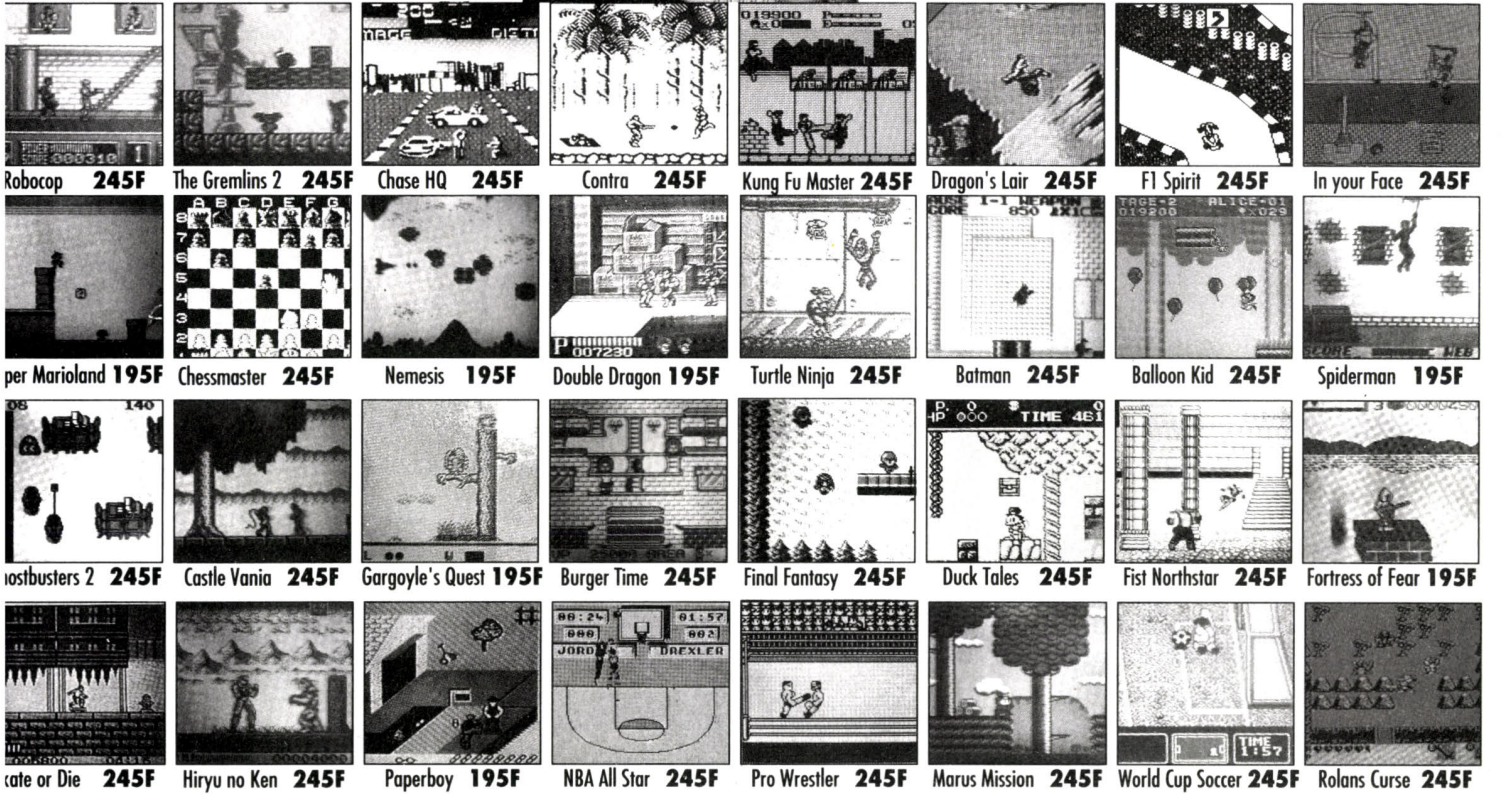 Robocop 245F The Gremlins 2 245F Chase HQ 245F Contra 245F Kung Fu Master 245F Dragon's Lair 245F F1 Spirit 245F In your Face 245F
per Marioland 195F Chessmaster 245F Nemesis 195F Double Dragon 195F Turtle Ninja 245F Batman 245F Balloon Kid 245F Spiderman 195F
hostbusters 2 245F Castle Vania 245F Gargoyle's Quest 195F Burger Time 245F Final Fantasy 245F Duck Tales 245F Fist Northstar 245F Fortress of Fear 195F
kate or Die 245F Hiryu no Ken 245F Paperboy 195F NBA All Star 245F Pro Wrestler 245F Marus Mission 245F World Cup Soccer 245F Rolans Curse 245F